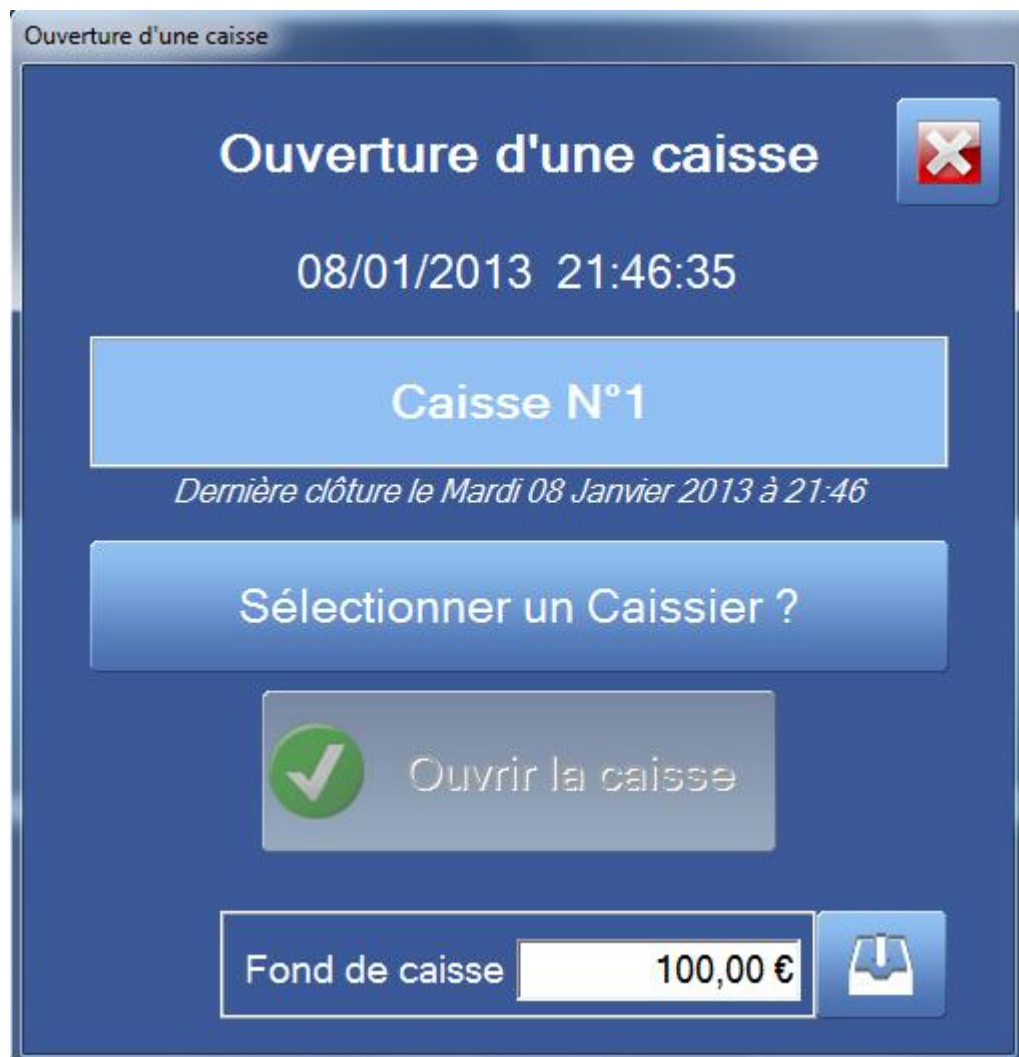 Ouverture d'une caisse
Ouverture d'une caisse
08/01/2013 21:46:35
Caisse N°1
Dernière clôture le Mardi 08 Janvier 2013 à 21:46
Sélectionner un Caissier ?
Ouvrir la caisse
Fond de caisse 100,00 €